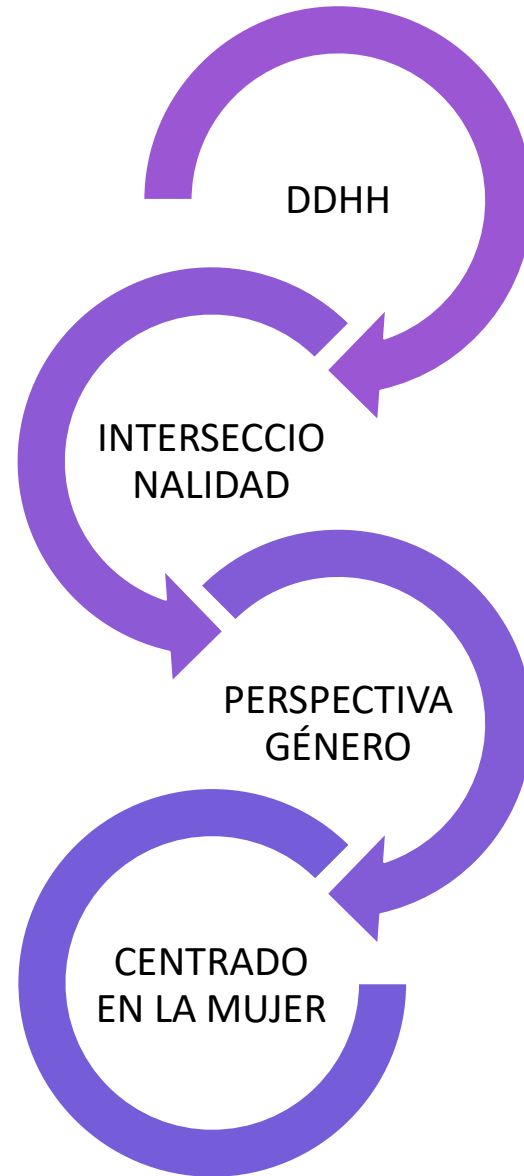 DDHH
INTERSECCIO
NALIDAD
PERSPECTIVA
GÉNERO
CENTRADO
EN LA MUJER